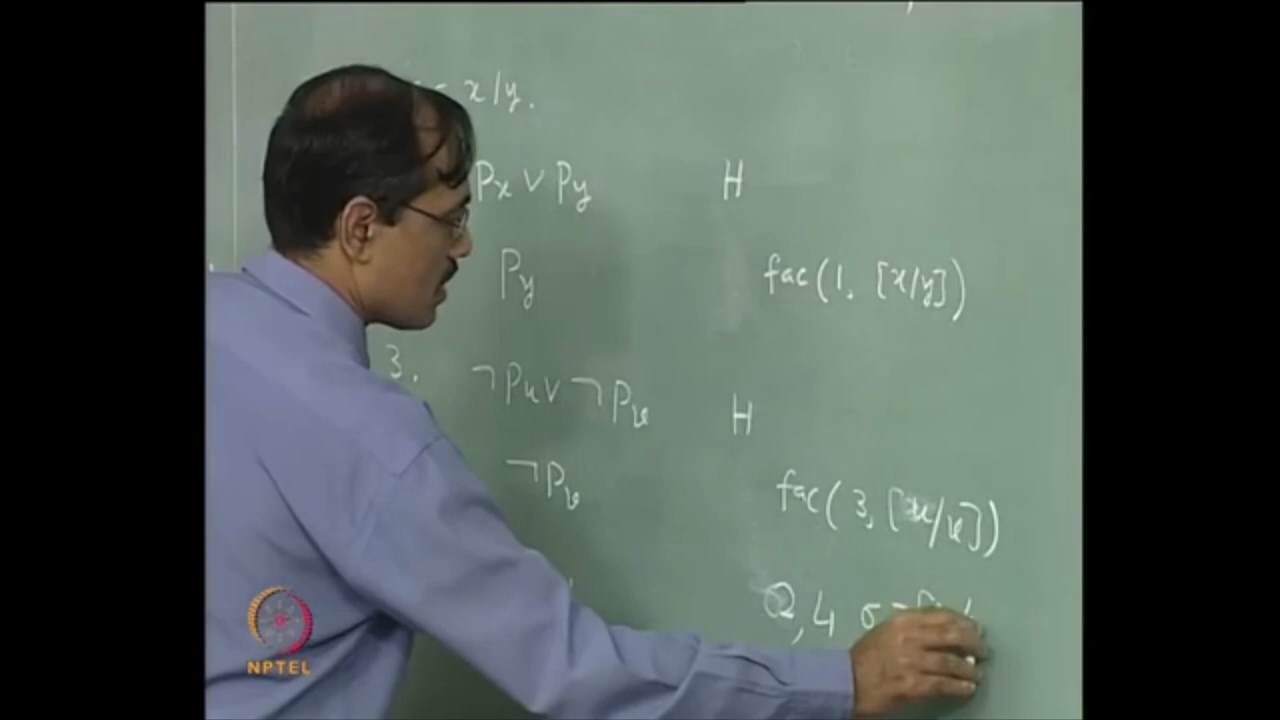 x/y.
Px ∨ Py H
Py fac(1, [x/y])
3. ¬Pu ∨ ¬Pv H
¬Pv fac(3, [u/v])
2,4 σ =
NPTEL